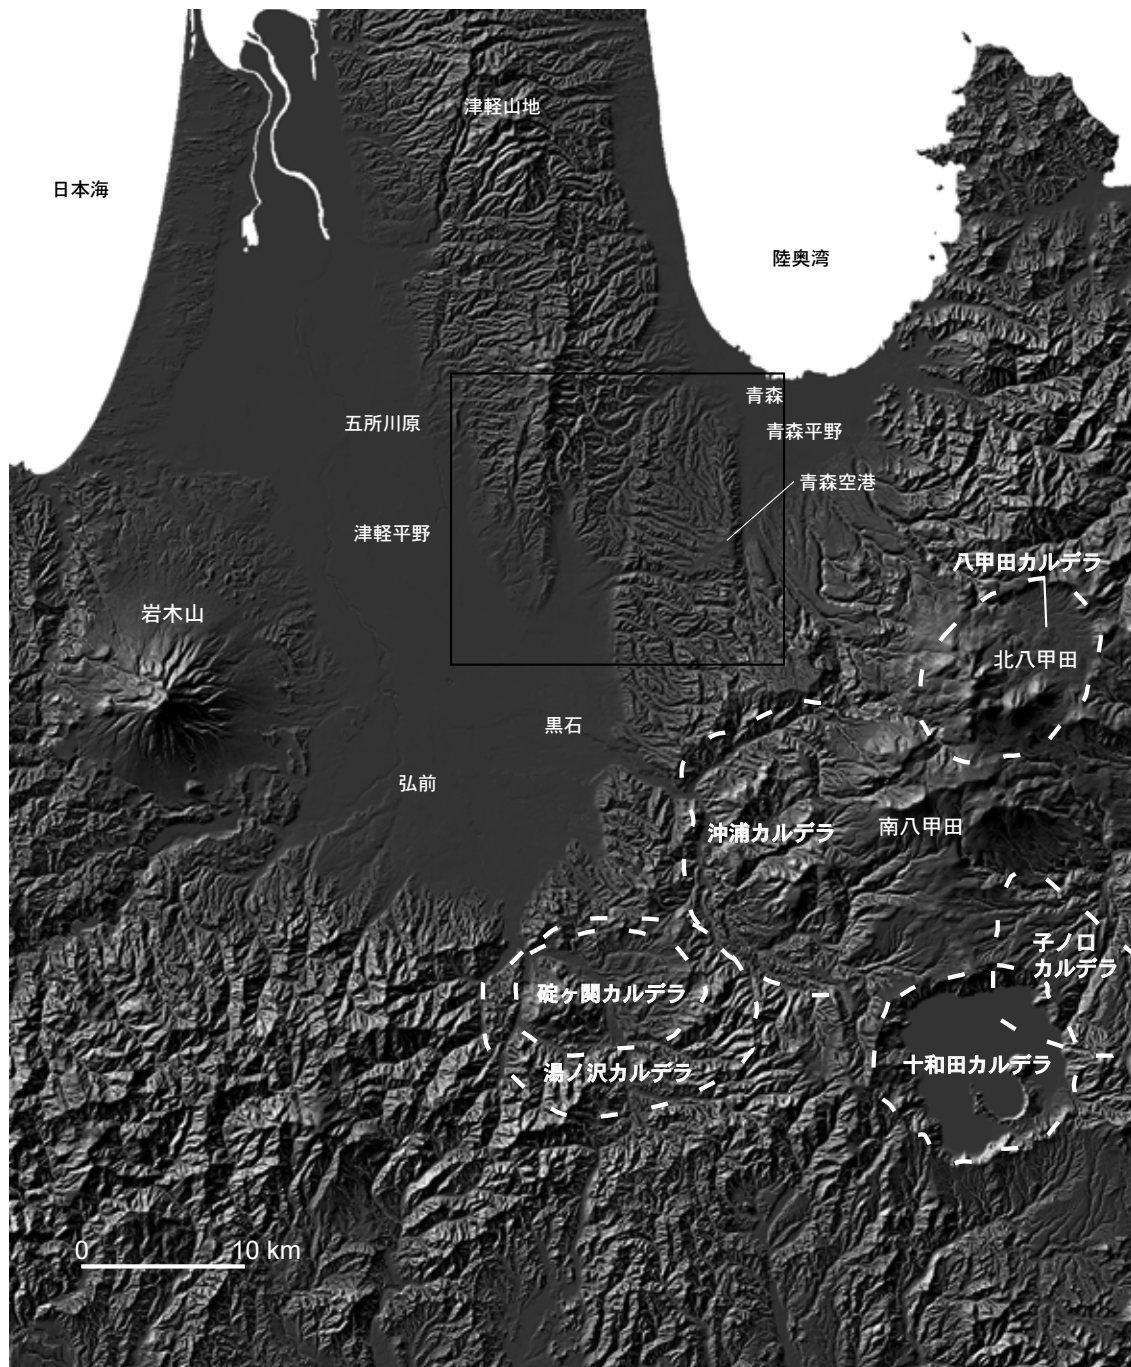 津軽山地
日本海
陸奥湾
青森
五所川原
青森平野
青森空港
津軽平野
八甲田カルデラ
岩木山
北八甲田
黒石
弘前
沖浦カルデラ
南八甲田
子ノ口
カルデラ
碇ヶ関カルデラ
十和田カルデラ
湯ノ沢カルデラ
0 10 km